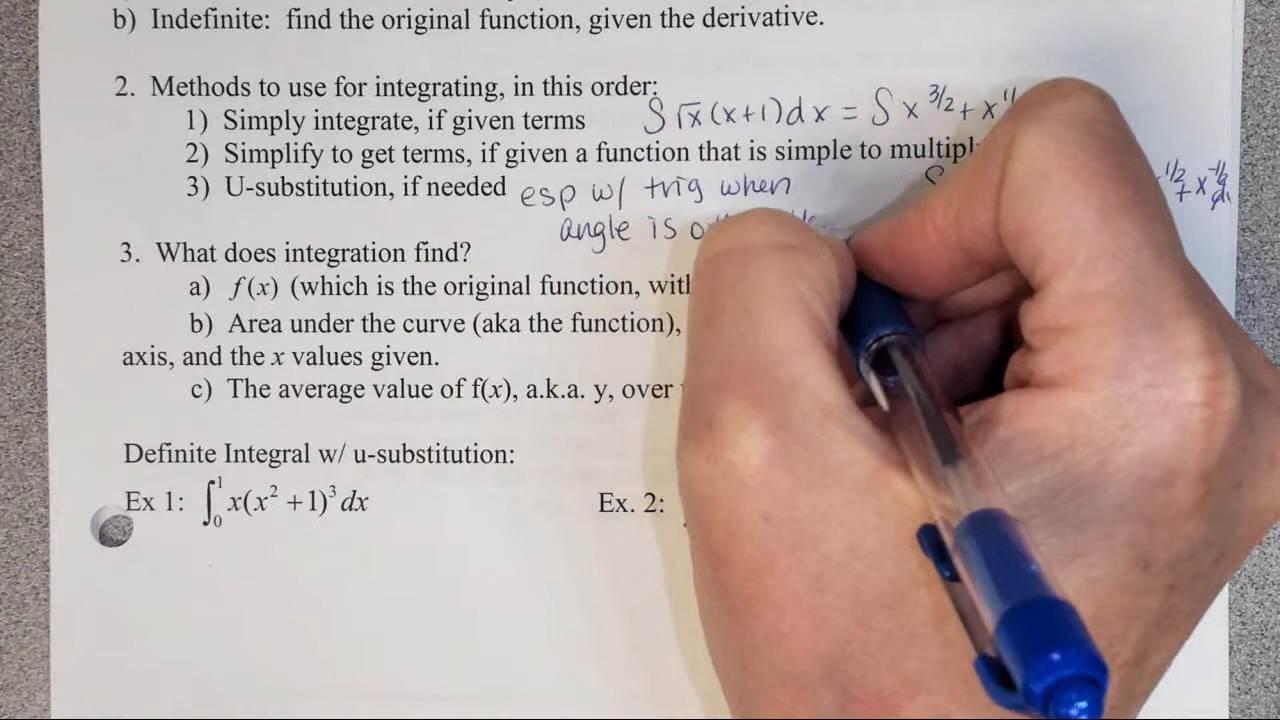 b) Indefinite: find the original function, given the derivative.
2. Methods to use for integrating, in this order:
1) Simply integrate, if given terms ∫√x(x+1)dx = ∫x^3/2 + x
2) Simplify to get terms, if given a function that is simple to
3) U-substitution, if needed esp w/ trig when
angle is
3. What does integration find?
a) f(x) (which is the original function,
b) Area under the curve (aka the function),
axis, and the x values given.
c) The average value of f(x), a.k.a. y, over
Definite Integral w/ u-substitution:
Ex 1: ∫₀¹ x(x² +1)³ dx Ex. 2: